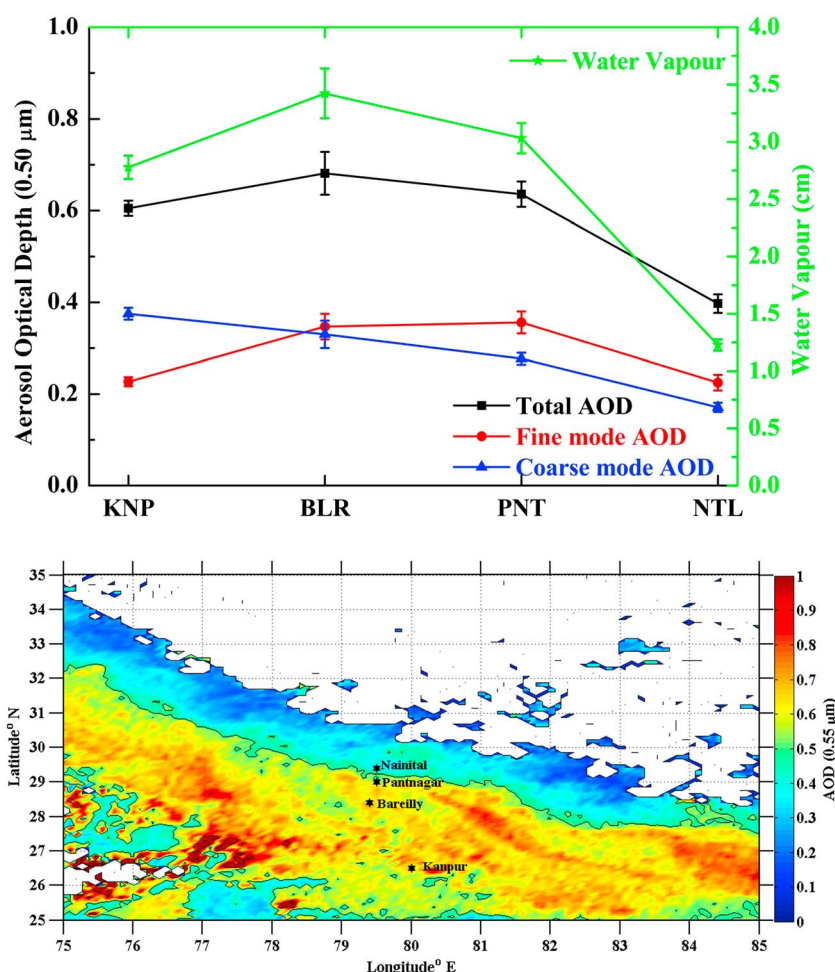 1.0
0.8
0.6
0.4
0.2
0.0
Aerosol Optical Depth (0.50 μm)
Water Vapour
4.0
3.5
3.0
2.5
2.0
1.5
1.0
0.5
0.0
Water Vapour (cm)
Total AOD
Fine mode AOD
Coarse mode AOD
KNP BLR PNT NTL
35
34
33
32
31
30
29
28
27
26
25
Latitude° N
Nainital
Pantnagar
Bareilly
Kanpur
75 76 77 78 79 80 81 82 83 84 85
Longitude° E
1
0.9
0.8
0.7
0.6
0.5
0.4
0.3
0.2
0.1
0
AOD (0.55 μm)